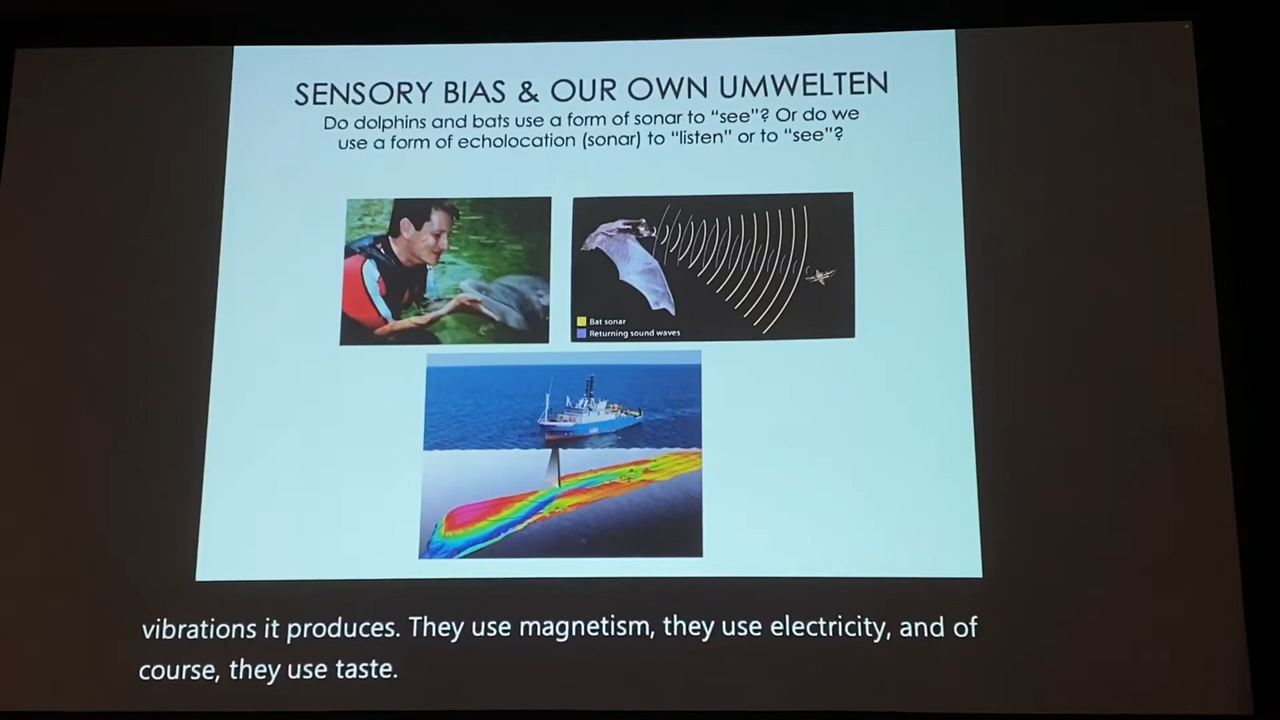 SENSORY BIAS & OUR OWN UMWELTEN
Do dolphins and bats use a form of sonar to "see"? Or do we
use a form of echolocation (sonar) to "listen" or to "see"?
Bat sonar
Returning sound waves
vibrations it produces. They use magnetism, they use electricity, and of
course, they use taste.